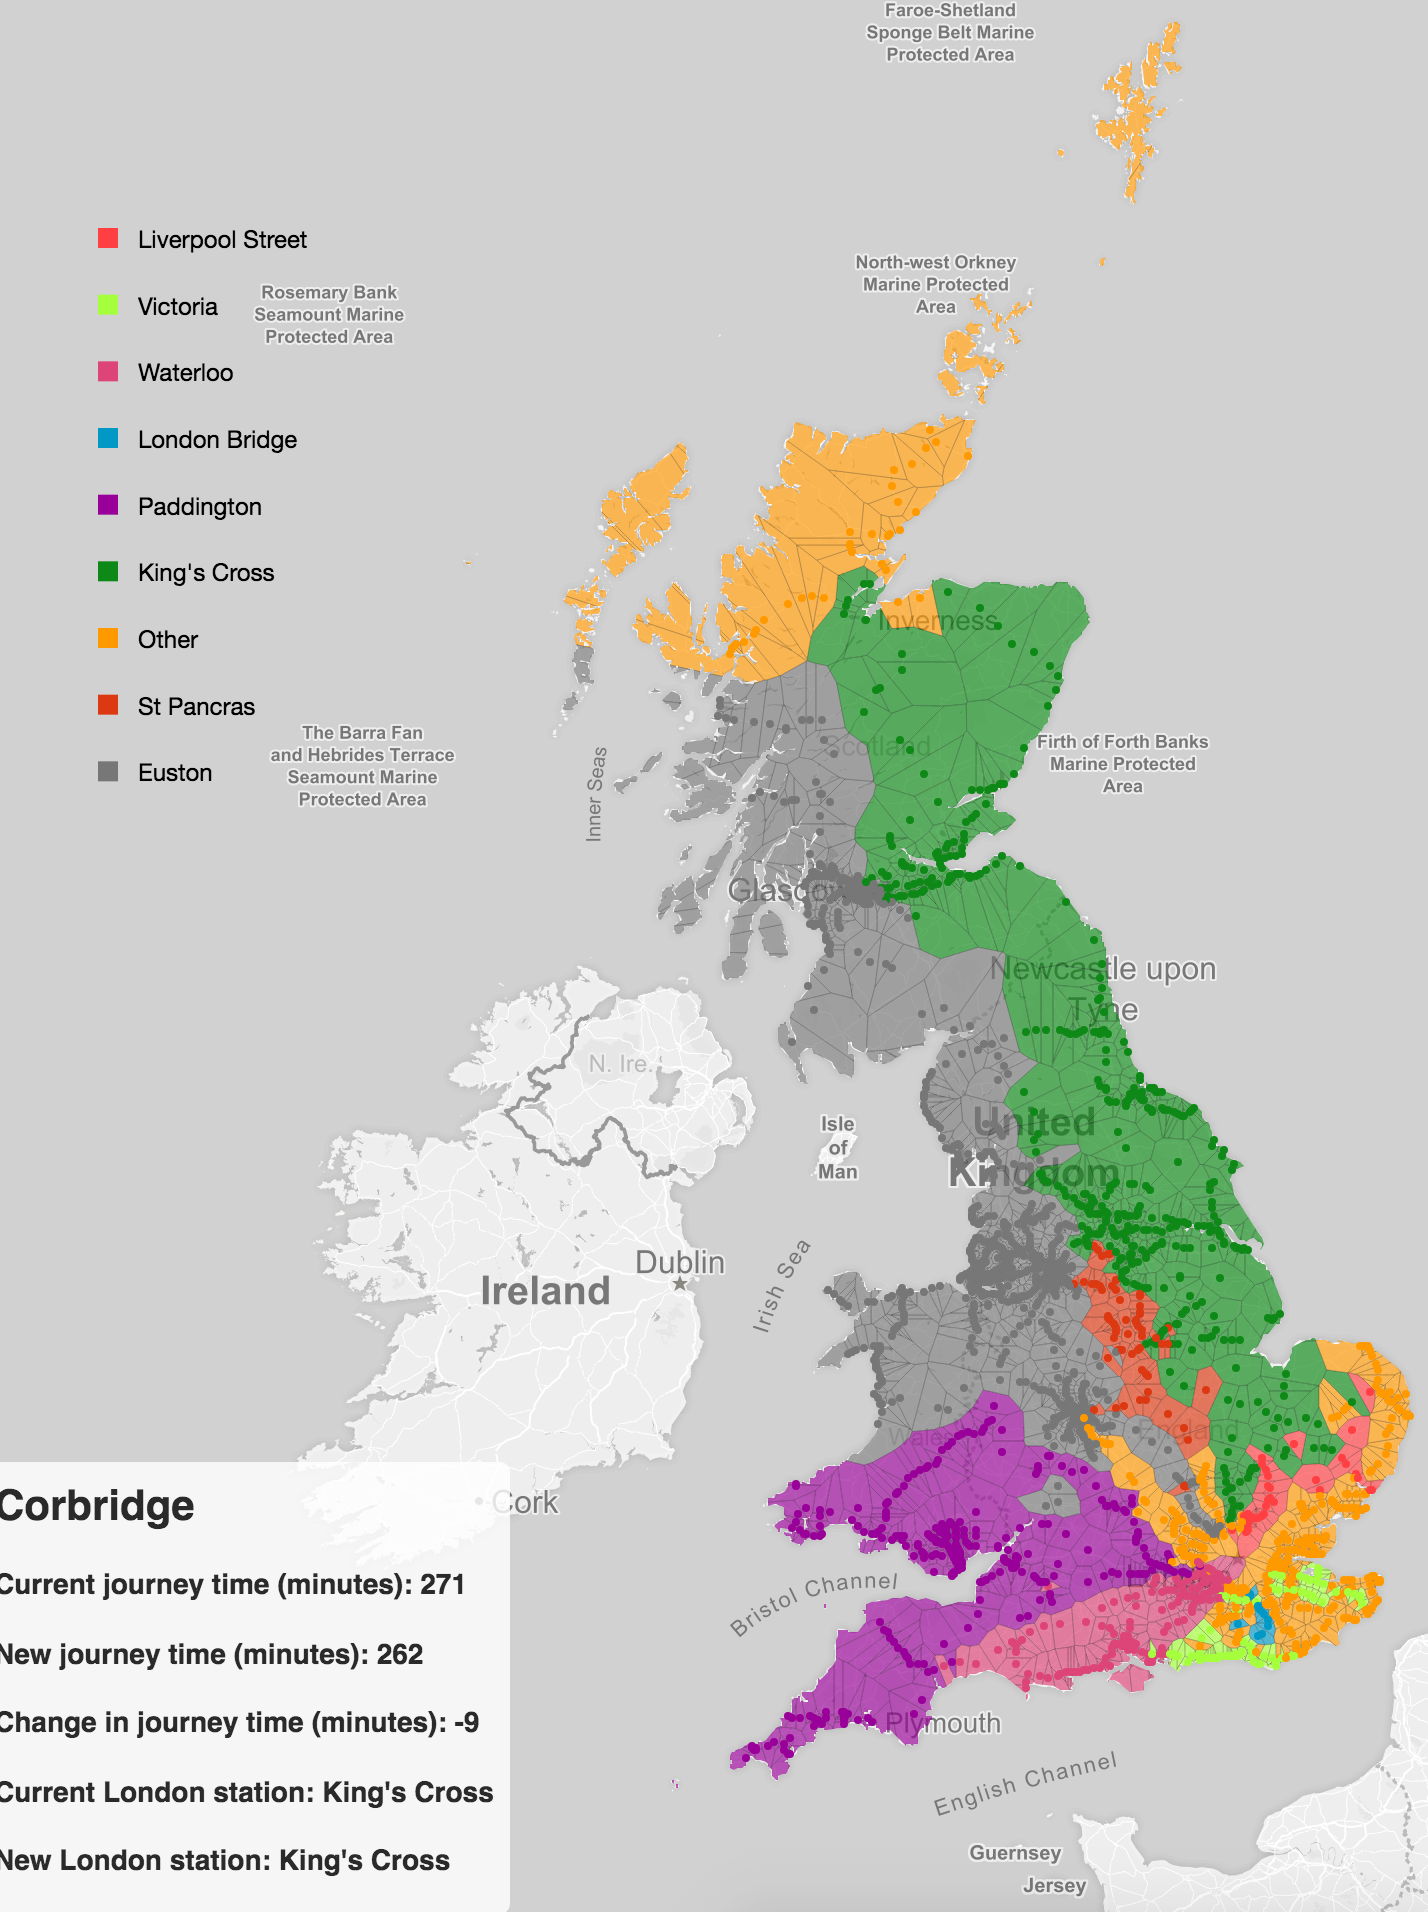 Faroe-Shetland
Sponge Belt Marine
Protected Area
Liverpool Street
Victoria
Waterloo
London Bridge
Paddington
King's Cross
Other
St Pancras
Euston
Rosemary Bank
Seamount Marine
Protected Area
North-west Orkney
Marine Protected
Area
Inverness
Scotland
The Barra Fan
and Hebrides Terrace
Seamount Marine
Protected Area
Inner Seas
Firth of Forth Banks
Marine Protected
Area
Newcastle upon
Tyne
N. Ire.
Isle
of
Man
United
Kingdom
Irish Sea
Dublin
Ireland
Wales
England
Cork
Bristol Channel
Plymouth
English Channel
Guernsey
Jersey
Corbridge
Current journey time (minutes): 271
New journey time (minutes): 262
Change in journey time (minutes): -9
Current London station: King's Cross
New London station: King's Cross